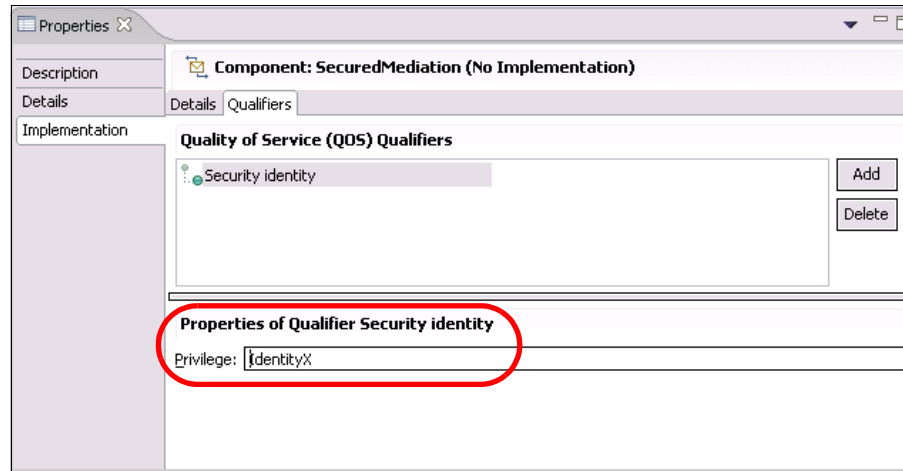 Properties
Component: SecuredMediation (No Implementation)
Description
Details
Implementation
Details Qualifiers
Quality of Service (QOS) Qualifiers
Security identity
Add
Delete
Properties of Qualifier Security identity
Privilege: IdentityX